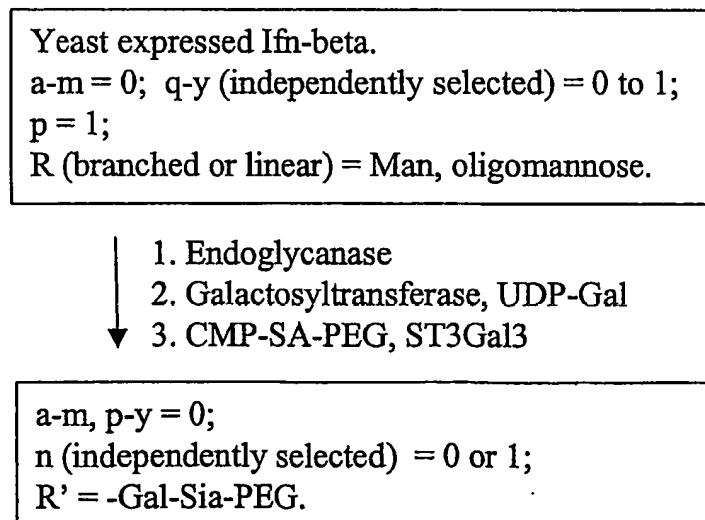 Yeast expressed Ifn-beta.
a-m = 0; q-y (independently selected) = 0 to 1;
p = 1;
R (branched or linear) = Man, oligomannose.
1. Endoglycanase
2. Galactosyltransferase, UDP-Gal
3. CMP-SA-PEG, ST3Gal3
a-m, p-y = 0;
n (independently selected) = 0 or 1;
R' = -Gal-Sia-PEG.